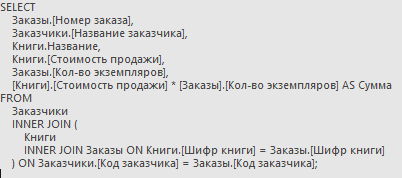 SELECT
Заказы.[Номер заказа],
Заказчики.[Название заказчика],
Книги.Название,
Книги.[Стоимость продажи],
Заказы.[Кол-во экземпляров],
[Книги].[Стоимость продажи] * [Заказы].[Кол-во экземпляров] AS Сумма
FROM
Заказчики
INNER JOIN (
Книги
INNER JOIN Заказы ON Книги.[Шифр книги] = Заказы.[Шифр книги]
) ON Заказчики.[Код заказчика] = Заказы.[Код заказчика];